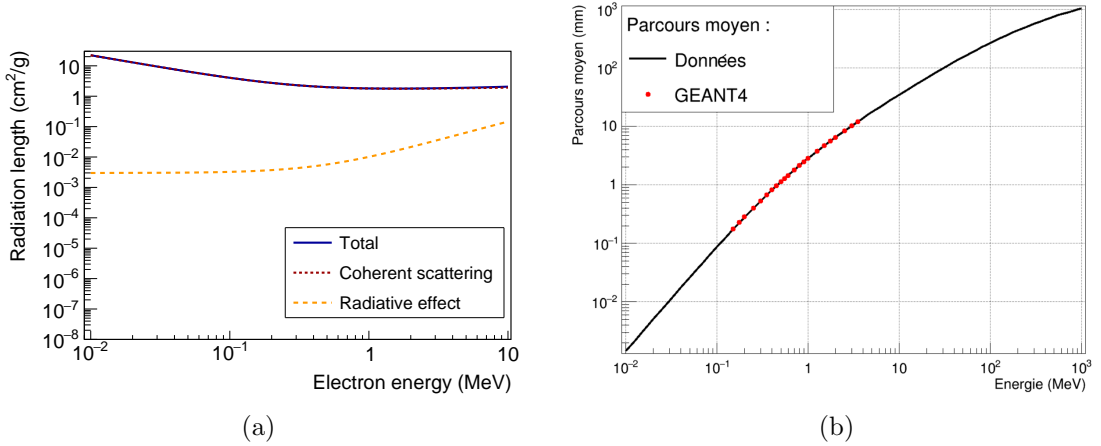 Radiation length (cm²/g)
10
1
10⁻¹
10⁻²
10⁻³
10⁻⁴
10⁻⁵
10⁻⁶
10⁻⁷
10⁻⁸
Total
Coherent scattering
Radiative effect
10⁻² 10⁻¹ 1 10
Electron energy (MeV)
(a)
Parcours moyen (mm)
10³
10²
10
1
10⁻¹
10⁻²
Parcours moyen :
Données
GEANT4
10⁻² 10⁻¹ 1 10 10² 10³
Energie (MeV)
(b)